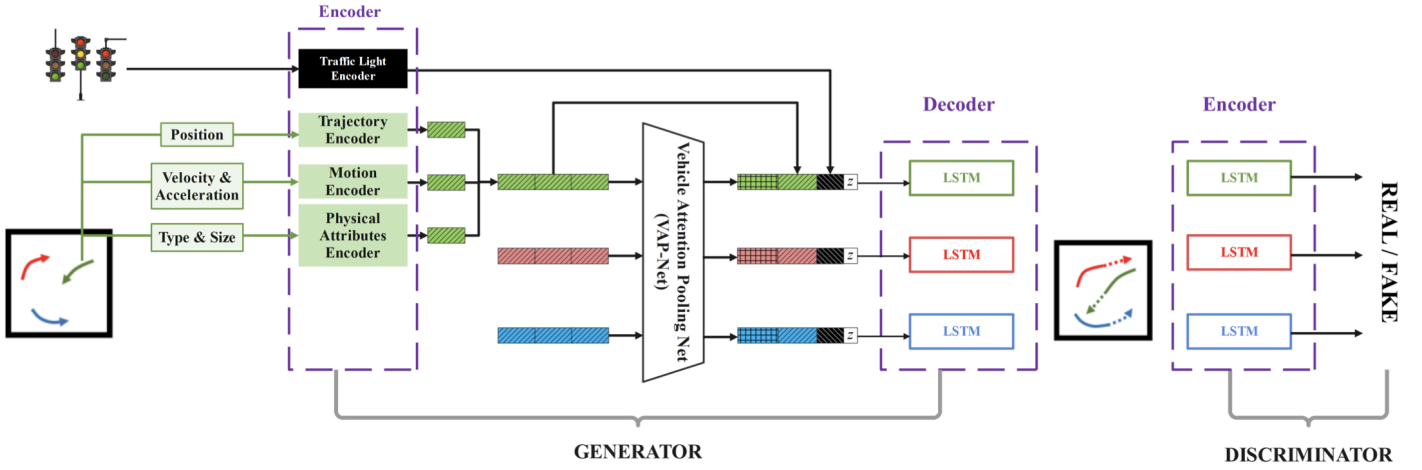 Encoder
Traffic Light
Encoder
Position
Trajectory
Encoder
Velocity &
Acceleration
Motion
Encoder
Type & Size
Physical
Attributes
Encoder
Vehicle Attention Pooling Net
(VAP-Net)
z
z
z
Decoder
LSTM
LSTM
LSTM
Encoder
LSTM
LSTM
LSTM
REAL / FAKE
GENERATOR
DISCRIMINATOR